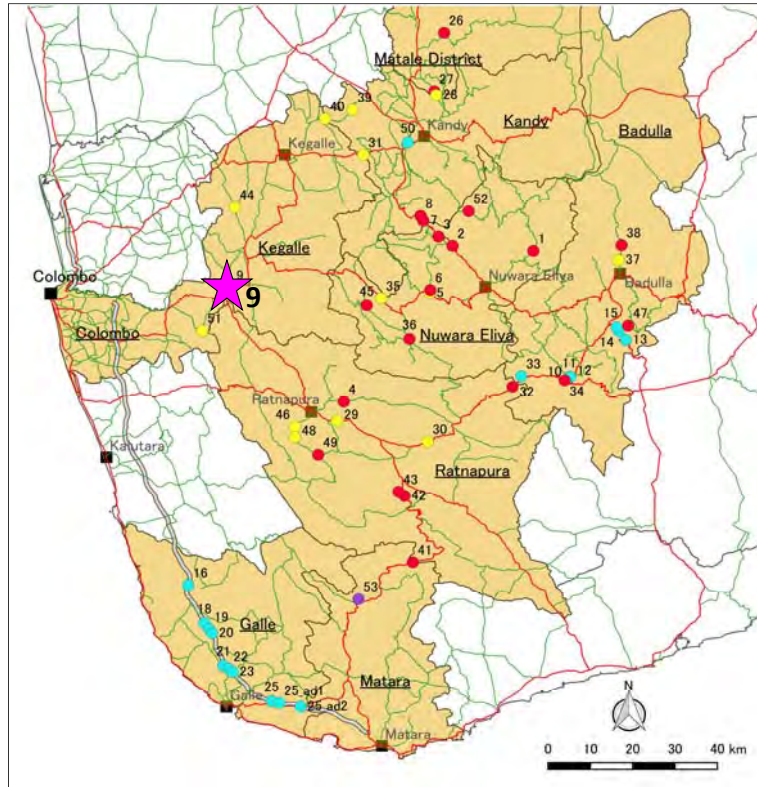 26
Matale District
27
28
39
40
Kandy
50
Kandy
Badulla
Kegalle
31
44
8
7
52
3
2
1
38
Kegalle
37
9
9
Colombo
6
5
Nuwara Eliya
Badulla
45
35
Colombo
51
36
Nuwara Eliya
15
47
14
13
33
11
10
12
32
34
4
Ratnapura
29
46
48
30
49
Kalutara
Ratnapura
43
42
41
16
53
18
19
20
Galle
21
22
23
Matara
25
25_ad1
25_ad2
Galle
Matara
N
0 10 20 30 40 km